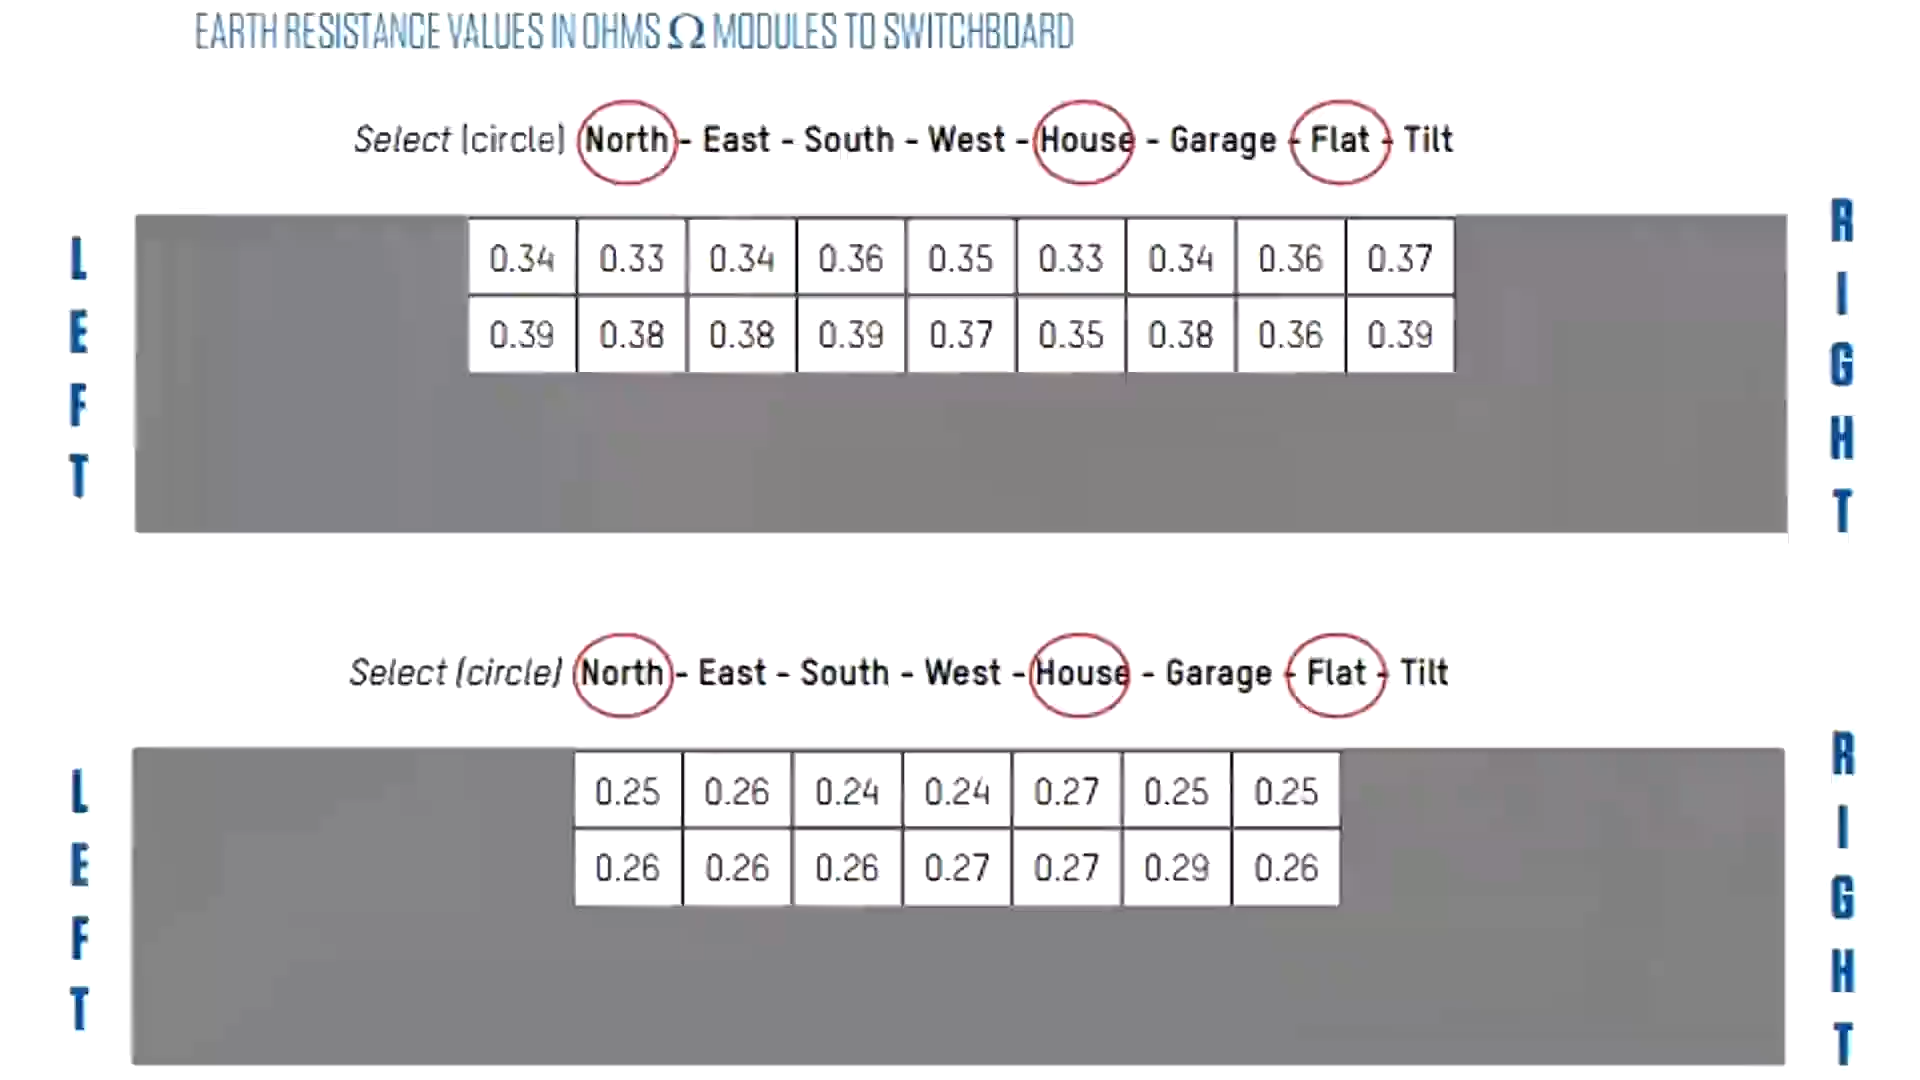 EARTH RESISTANCE VALUES IN OHMS Ω MODULES TO SWITCHBOARD
Select (circle) North - East - South - West - House - Garage - Flat - Tilt
LEFT
0.34 0.33 0.34 0.36 0.35 0.33 0.34 0.36 0.37
0.39 0.38 0.38 0.39 0.37 0.35 0.38 0.36 0.39
RIGHT
Select (circle) North - East - South - West - House - Garage - Flat - Tilt
LEFT
0.25 0.26 0.24 0.24 0.27 0.25 0.25
0.26 0.26 0.26 0.27 0.27 0.29 0.26
RIGHT